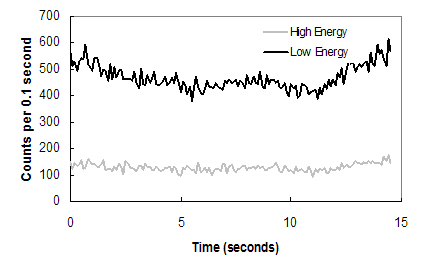 700
600
500
400
300
200
100
0
Counts per 0.1 second
High Energy
Low Energy
0 5 10 15
Time (seconds)